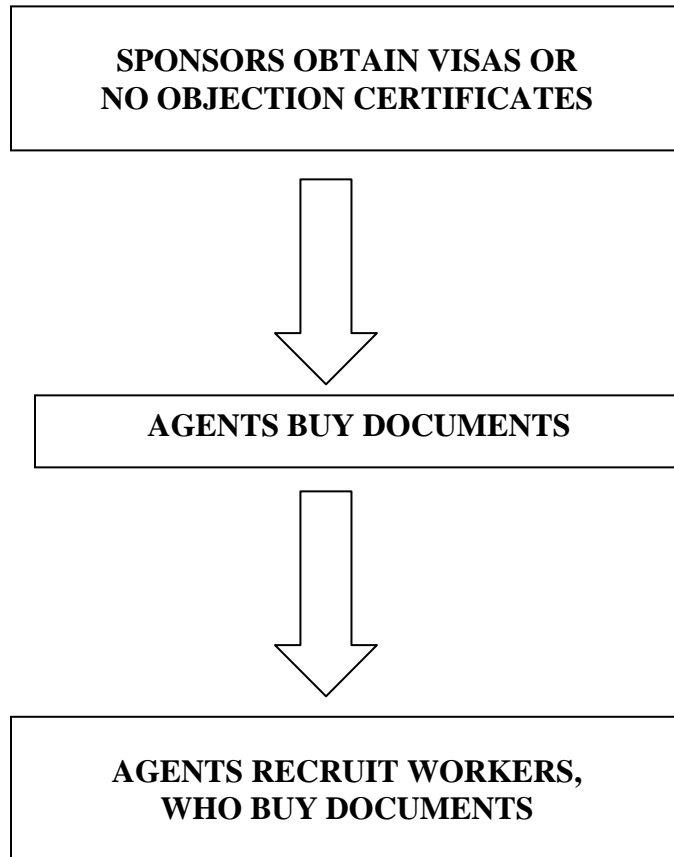 SPONSORS OBTAIN VISAS OR
NO OBJECTION CERTIFICATES
AGENTS BUY DOCUMENTS
AGENTS RECRUIT WORKERS,
WHO BUY DOCUMENTS